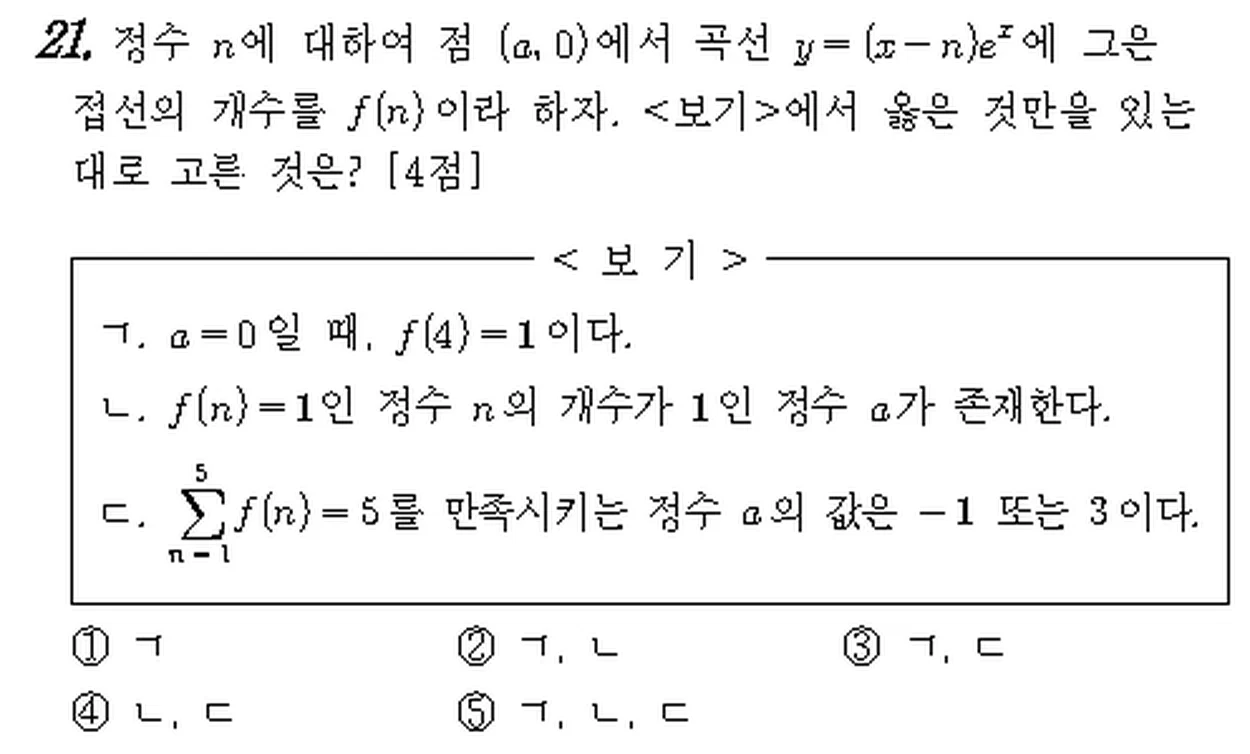 21. 정수 n에 대하여 점 (a, 0)에서 곡선 y=(x-n)eˣ에 그은
접선의 개수를 f(n)이라 하자. <보기>에서 옳은 것만을 있는
대로 고른 것은? [4점]
< 보 기 >
ㄱ. a=0일 때, f(4)=1이다.
ㄴ. f(n)=1인 정수 n의 개수가 1인 정수 a가 존재한다.
ㄷ. ∑_{n=1}^{5} f(n)=5를 만족시키는 정수 a의 값은 -1 또는 3이다.
① ㄱ ② ㄱ, ㄴ ③ ㄱ, ㄷ
④ ㄴ, ㄷ ⑤ ㄱ, ㄴ, ㄷ